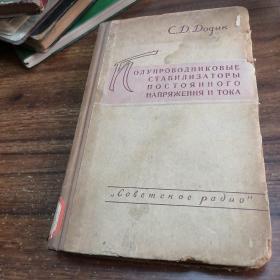 С.Д. Додик
ПОЛУПРОВОДНИКОВЫЕ
СТАБИЛИЗАТОРЫ
ПОСТОЯННОГО
НАПРЯЖЕНИЯ И ТОКА
„Советское радио"